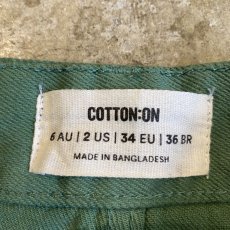 COTTON:ON
6 AU | 2 US | 34 EU | 36 BR
MADE IN BANGLADESH